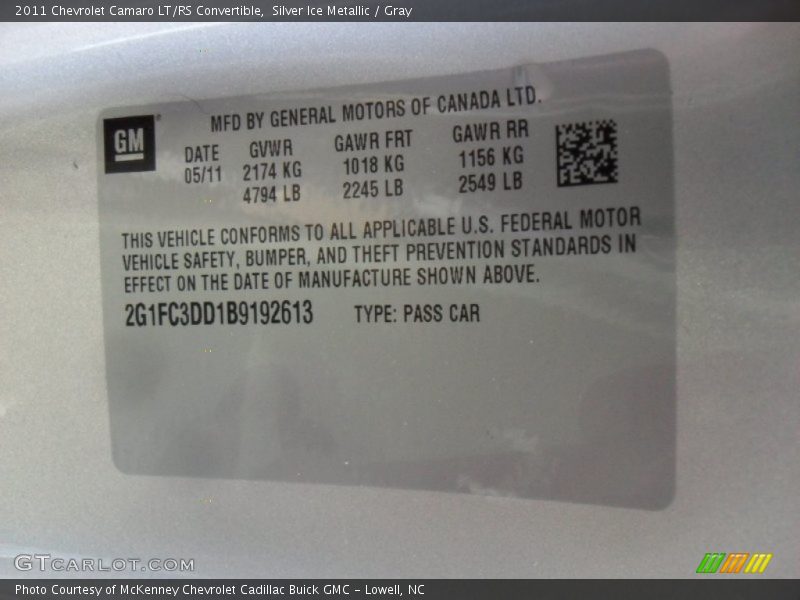 2011 Chevrolet Camaro LT/RS Convertible, Silver Ice Metallic / Gray
GM
MFD BY GENERAL MOTORS OF CANADA LTD.
DATE GVWR GAWR FRT GAWR RR
05/11 2174 KG 1018 KG 1156 KG
4794 LB 2245 LB 2549 LB
THIS VEHICLE CONFORMS TO ALL APPLICABLE U.S. FEDERAL MOTOR
VEHICLE SAFETY, BUMPER, AND THEFT PREVENTION STANDARDS IN
EFFECT ON THE DATE OF MANUFACTURE SHOWN ABOVE.
2G1FC3DD1B9192613 TYPE: PASS CAR
GTCARLOT.COM
Photo Courtesy of McKenney Chevrolet Cadillac Buick GMC - Lowell, NC